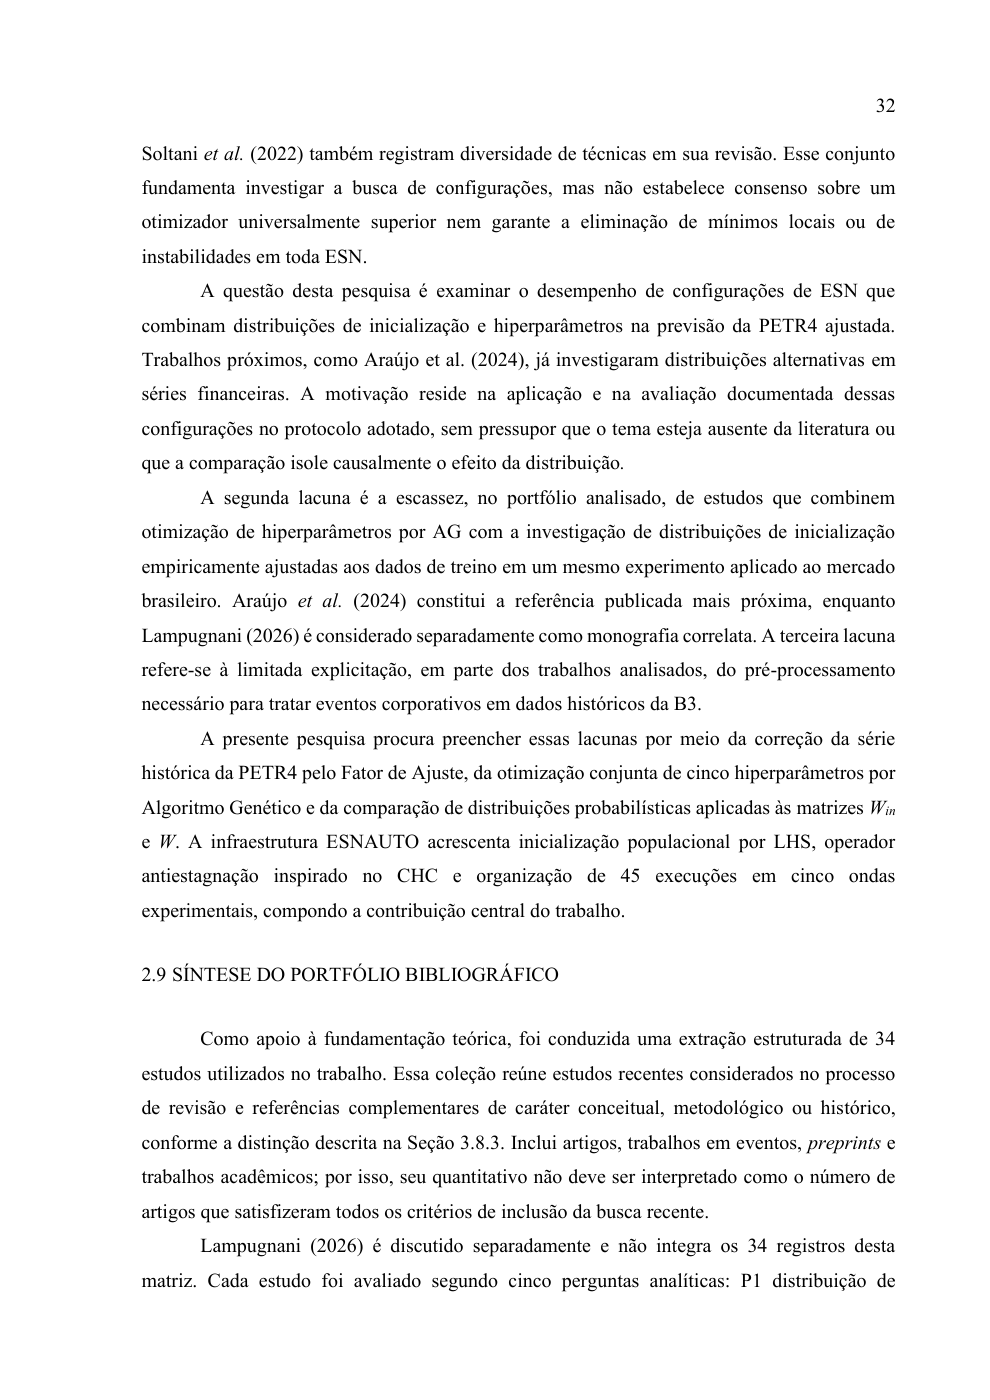 32
Soltani et al. (2022) também registram diversidade de técnicas em sua revisão. Esse conjunto
fundamenta investigar a busca de configurações, mas não estabelece consenso sobre um
otimizador universalmente superior nem garante a eliminação de mínimos locais ou de
instabilidades em toda ESN.
A questão desta pesquisa é examinar o desempenho de configurações de ESN que
combinam distribuições de inicialização e hiperparâmetros na previsão da PETR4 ajustada.
Trabalhos próximos, como Araújo et al. (2024), já investigaram distribuições alternativas em
séries financeiras. A motivação reside na aplicação e na avaliação documentada dessas
configurações no protocolo adotado, sem pressupor que o tema esteja ausente da literatura ou
que a comparação isole causalmente o efeito da distribuição.
A segunda lacuna é a escassez, no portfólio analisado, de estudos que combinem
otimização de hiperparâmetros por AG com a investigação de distribuições de inicialização
empiricamente ajustadas aos dados de treino em um mesmo experimento aplicado ao mercado
brasileiro. Araújo et al. (2024) constitui a referência publicada mais próxima, enquanto
Lampugnani (2026) é considerado separadamente como monografia correlata. A terceira lacuna
refere-se à limitada explicitação, em parte dos trabalhos analisados, do pré-processamento
necessário para tratar eventos corporativos em dados históricos da B3.
A presente pesquisa procura preencher essas lacunas por meio da correção da série
histórica da PETR4 pelo Fator de Ajuste, da otimização conjunta de cinco hiperparâmetros por
Algoritmo Genético e da comparação de distribuições probabilísticas aplicadas às matrizes Win
e W. A infraestrutura ESNAUTO acrescenta inicialização populacional por LHS, operador
antiestagnação inspirado no CHC e organização de 45 execuções em cinco ondas
experimentais, compondo a contribuição central do trabalho.
2.9 SÍNTESE DO PORTFÓLIO BIBLIOGRÁFICO
Como apoio à fundamentação teórica, foi conduzida uma extração estruturada de 34
estudos utilizados no trabalho. Essa coleção reúne estudos recentes considerados no processo
de revisão e referências complementares de caráter conceitual, metodológico ou histórico,
conforme a distinção descrita na Seção 3.8.3. Inclui artigos, trabalhos em eventos, preprints e
trabalhos acadêmicos; por isso, seu quantitativo não deve ser interpretado como o número de
artigos que satisfizeram todos os critérios de inclusão da busca recente.
Lampugnani (2026) é discutido separadamente e não integra os 34 registros desta
matriz. Cada estudo foi avaliado segundo cinco perguntas analíticas: P1 distribuição de